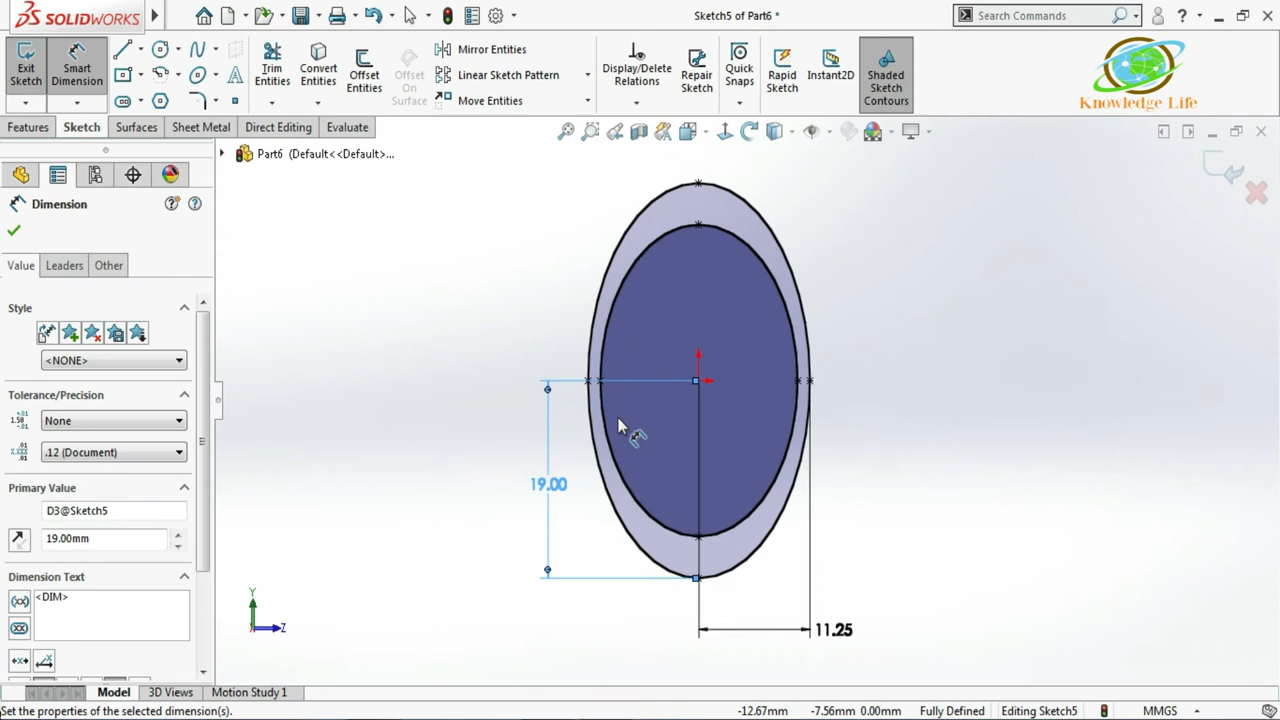 SOLIDWORKS
Sketch5 of Part6 *
Search Commands
Exit Sketch
Smart Dimension
Trim Entities
Convert Entities
Offset Entities
Offset On Surface
Mirror Entities
Linear Sketch Pattern
Move Entities
Display/Delete Relations
Repair Sketch
Quick Snaps
Rapid Sketch
Instant2D
Shaded Sketch Contours
Knowledge Life
Features
Sketch
Surfaces
Sheet Metal
Direct Editing
Evaluate
Part6 (Default<<Default>...
Dimension
Value
Leaders
Other
Style
<NONE>
Tolerance/Precision
None
.12 (Document)
Primary Value
D3@Sketch5
19.00mm
Dimension Text
<DIM>
19.00
11.25
Y
Z
Model
3D Views
Motion Study 1
Set the properties of the selected dimension(s).
-12.67mm
-7.56mm 0.00mm
Fully Defined
Editing Sketch5
MMGS